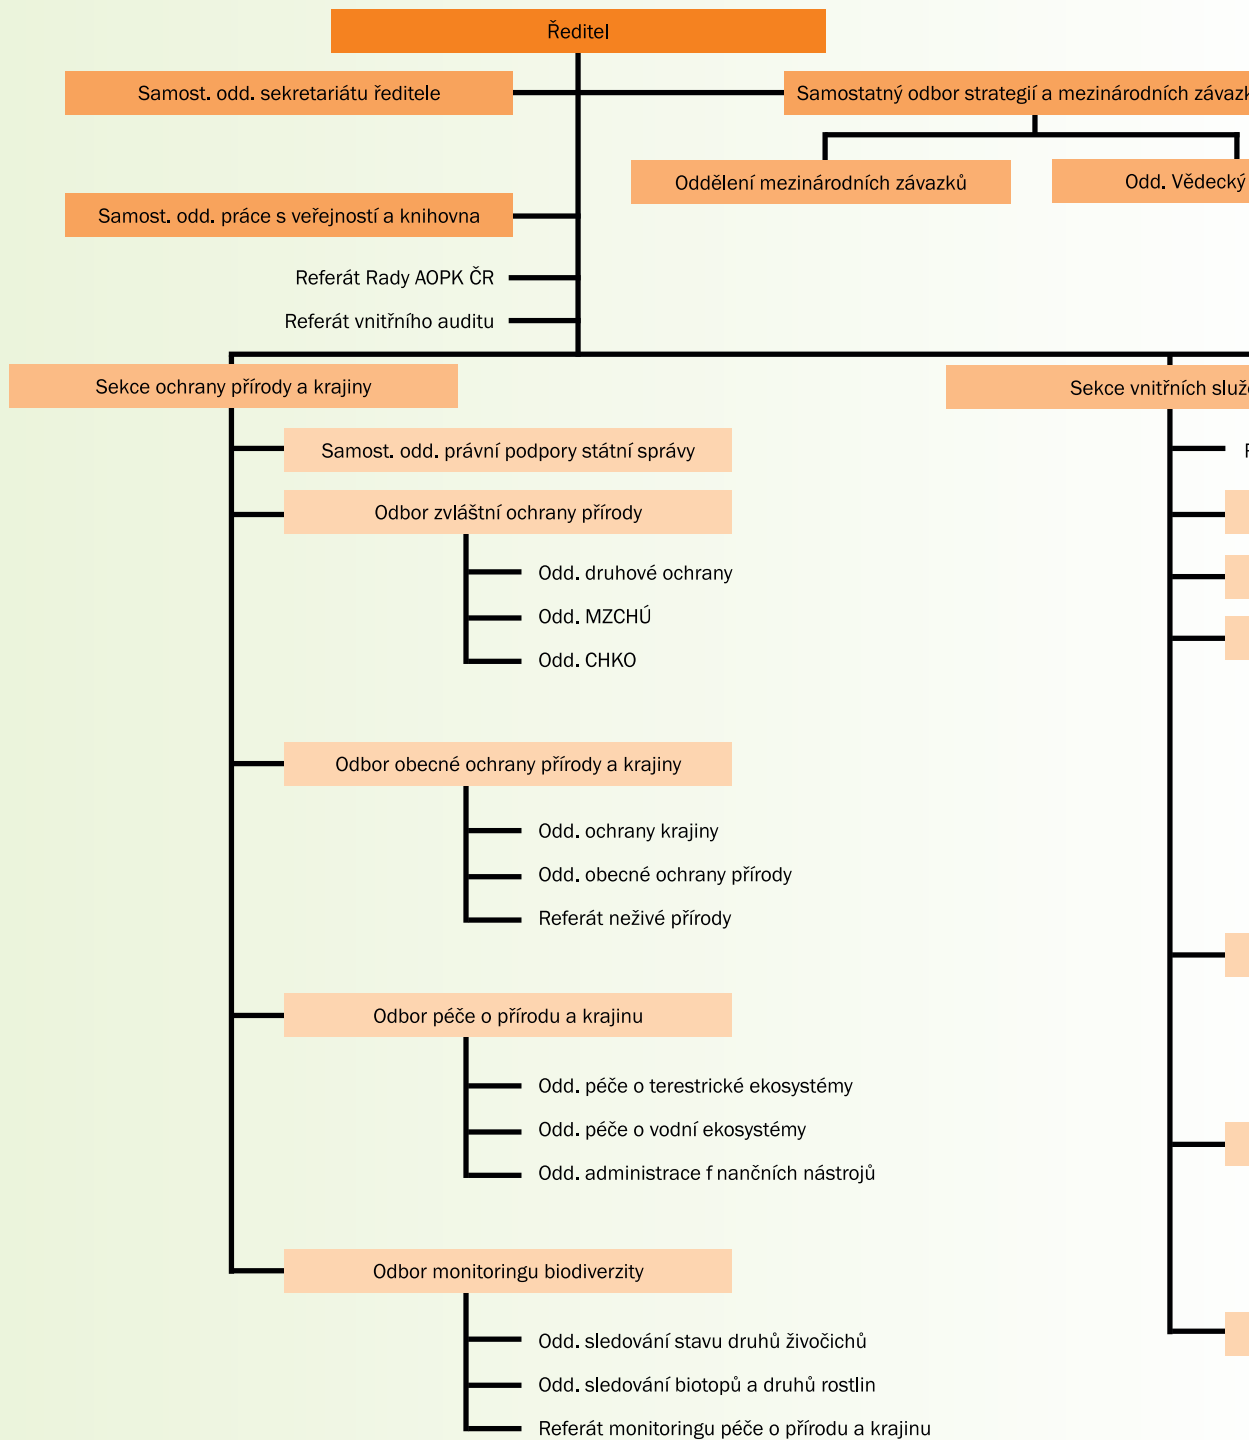 Ředitel
Samost. odd. sekretariátu ředitele
Samostatný odbor strategií a mezinárodních
Oddělení mezinárodních závazků
Odd. Vědecký
Samost. odd. práce s veřejností a knihovna
Referát Rady AOPK ČR
Referát vnitřního auditu
Sekce ochrany přírody a krajiny
Sekce vnitřních
Samost. odd. právní podpory státní správy
Odbor zvláštní ochrany přírody
Odd. druhové ochrany
Odd. MZCHÚ
Odd. CHKO
Odbor obecné ochrany přírody a krajiny
Odd. ochrany krajiny
Odd. obecné ochrany přírody
Referát neživé přírody
Odbor péče o přírodu a krajinu
Odd. péče o terestrické ekosystémy
Odd. péče o vodní ekosystémy
Odd. administrace f nančních nástrojů
Odbor monitoringu biodiverzity
Odd. sledování stavu druhů živočichů
Odd. sledování biotopů a druhů rostlin
Referát monitoringu péče o přírodu a krajinu